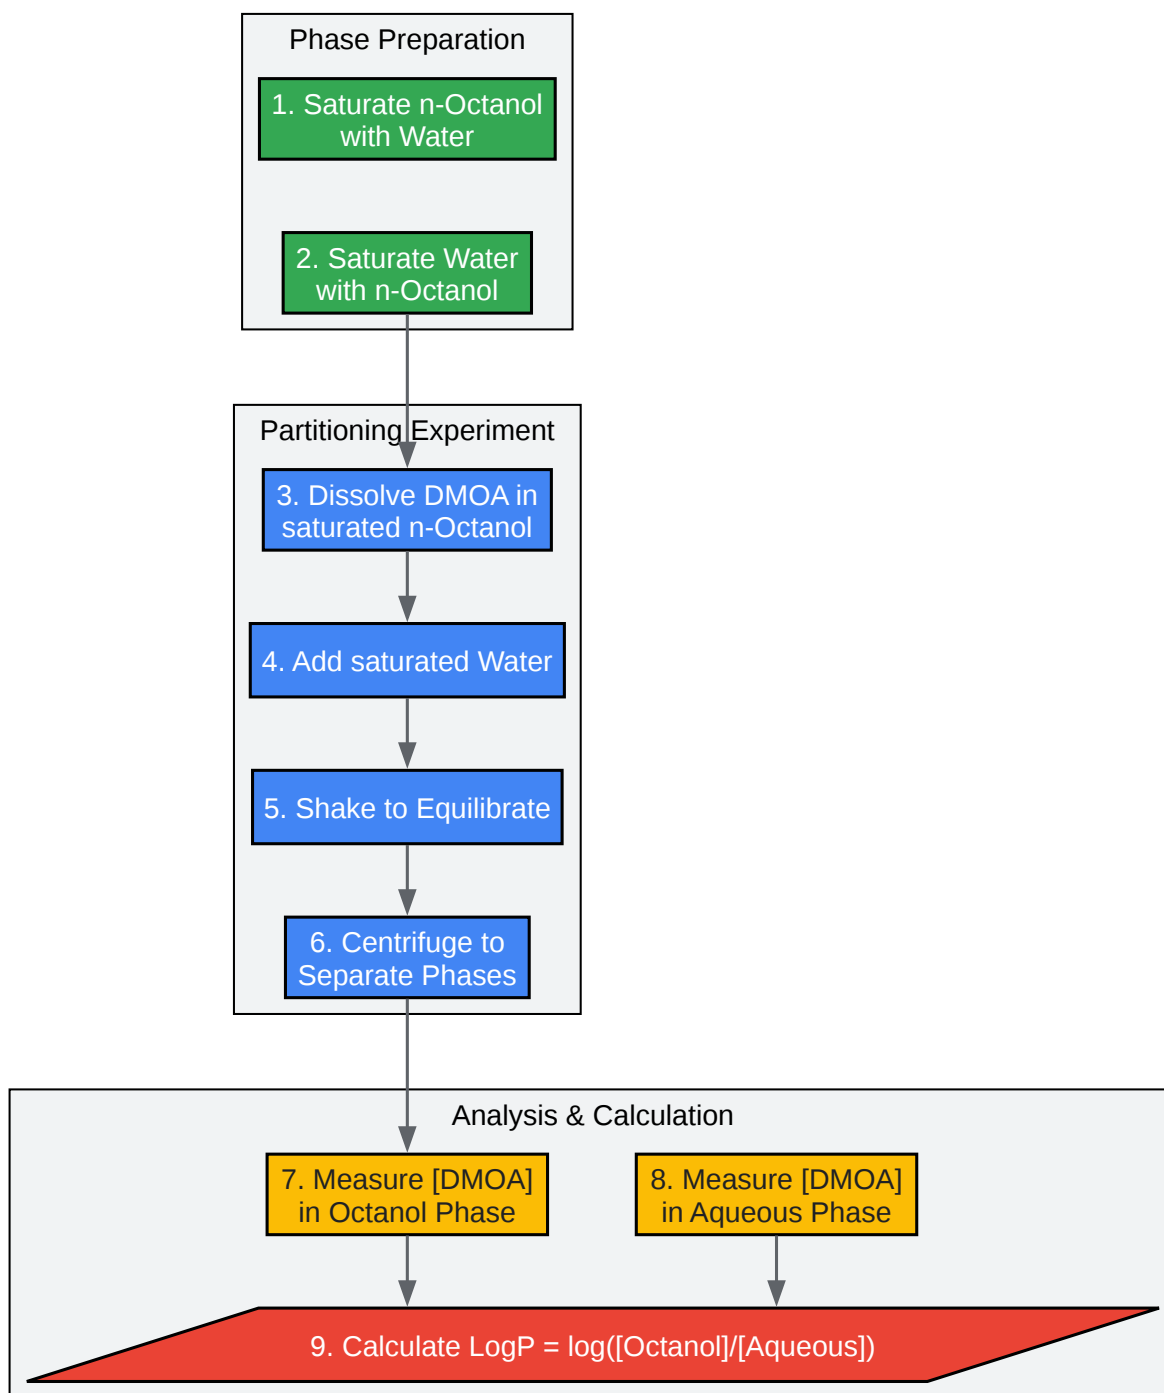 Phase Preparation
1. Saturate n-Octanol
with Water
2. Saturate Water
with n-Octanol
Partitioning Experiment
3. Dissolve DMOA in
saturated n-Octanol
4. Add saturated Water
5. Shake to Equilibrate
6. Centrifuge to
Separate Phases
Analysis & Calculation
7. Measure [DMOA]
in Octanol Phase
8. Measure [DMOA]
in Aqueous Phase
9. Calculate LogP = log([Octanol]/[Aqueous])